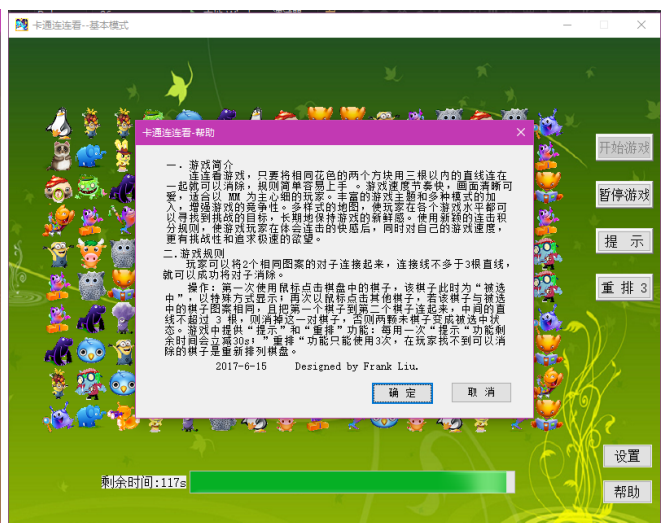 卡通连连看--基本模式
卡通连连看-帮助
一．游戏简介
连连看游戏，只要将相同花色的两个方块用三根以内的直线连在
一起就可以消除，规则简单容易上手 。游戏速度节奏快，画面清晰可
爱，适合以 MM 为主心细的玩家。丰富的游戏主题和多种模式的加
入，增强游戏的竞争性。多样式的地图，使玩家在各个游戏水平都可
以寻找到挑战的目标，长期地保持游戏的新鲜感。使用新颖的连击积
分规则，使游戏玩家在体会连击的快感后，同时对自己的游戏速度，
更有挑战性和追求极速的欲望。
二.游戏规则
玩家可以将2个相同图案的对子连接起来，连接线不多于3根直线，
就可以成功将对子消除。
操作：第一次使用鼠标点击棋盘中的棋子，该棋子此时为“被选
中”，以特殊方式显示；再次以鼠标点击其他棋子，若该棋子与被选
中的棋子图案相同，且把第一个棋子到第二个棋子连起来，中间的直
线不超过 3 根，则消掉这一对棋子，否则两颗未棋子变成被选中状
态。游戏中提供“提示”和“重排”功能：每用一次“提示“功能剩
余时间会立减30s；”重排“功能只能使用3次，在玩家找不到可以消
除的棋子是重新排列棋盘。
2017-6-15 Designed by Frank Liu.
确 定
取 消
开始游戏
暂停游戏
提 示
重 排 3
设置
帮助
剩余时间:117s